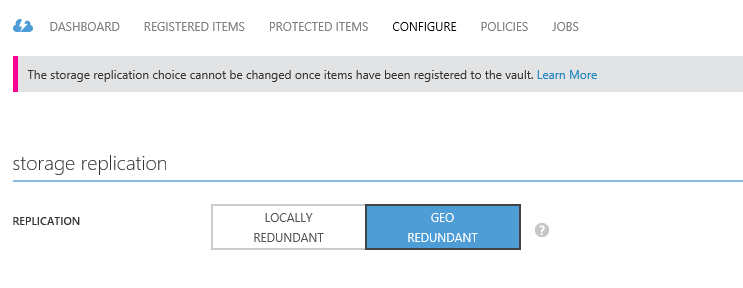 DASHBOARD REGISTERED ITEMS PROTECTED ITEMS CONFIGURE POLICIES JOBS
The storage replication choice cannot be changed once items have been registered to the vault. Learn More
storage replication
REPLICATION
LOCALLY REDUNDANT
GEO REDUNDANT
?